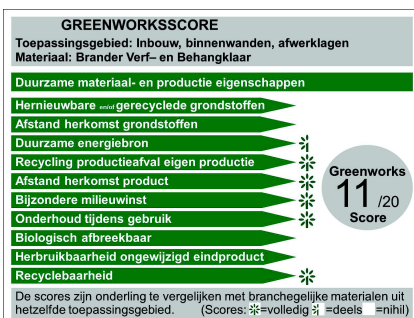 GREENWORKSSCORE
Toepassingsgebied: Inbouw, binnenwanden, afwerklagen
Materiaal: Brander Verf– en Behangklaar
Duurzame materiaal- en productie eigenschappen
Hernieuwbare en/of gerecyclede grondstoffen
Afstand herkomst grondstoffen
Duurzame energiebron
Recycling productieafval eigen productie
Afstand herkomst product
Bijzondere milieuwinst
Onderhoud tijdens gebruik
Biologisch afbreekbaar
Herbruikbaarheid ongewijzigd eindproduct
Recyclebaarheid
Greenworks
11 /20
Score
De scores zijn onderling te vergelijken met branchegelijke materialen uit
hetzelfde toepassingsgebied. (Scores: =volledig =deels =nihil)